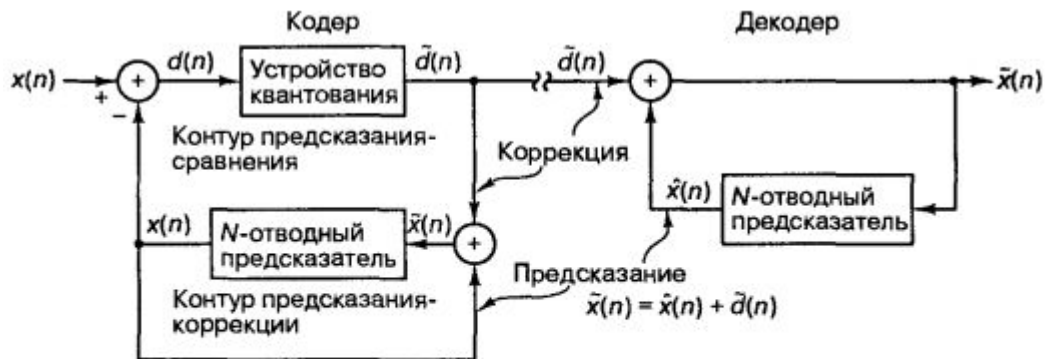 Кодер
Декодер
x(n)
+
−
+
d(n)
Устройство
квантования
d̃(n)
d̃(n)
+
x̃(n)
Контур предсказания-
сравнения
Коррекция
x(n)
N-отводный
предсказатель
x̃(n)
+
x̂(n)
N-отводный
предсказатель
Контур предсказания-
коррекции
Предсказание
x̃(n) = x̂(n) + d̃(n)